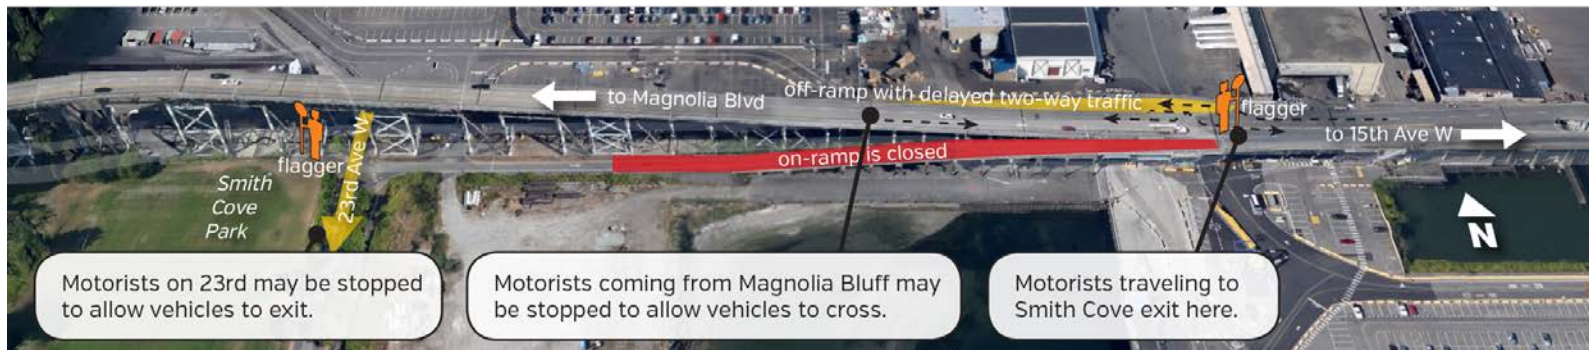 to Magnolia Blvd
off-ramp with delayed two-way traffic
flagger
to 15th Ave W
on-ramp is closed
flagger
23rd Ave W
Smith
Cove
Park
N
Motorists on 23rd may be stopped
to allow vehicles to exit.
Motorists coming from Magnolia Bluff may
be stopped to allow vehicles to cross.
Motorists traveling to
Smith Cove exit here.